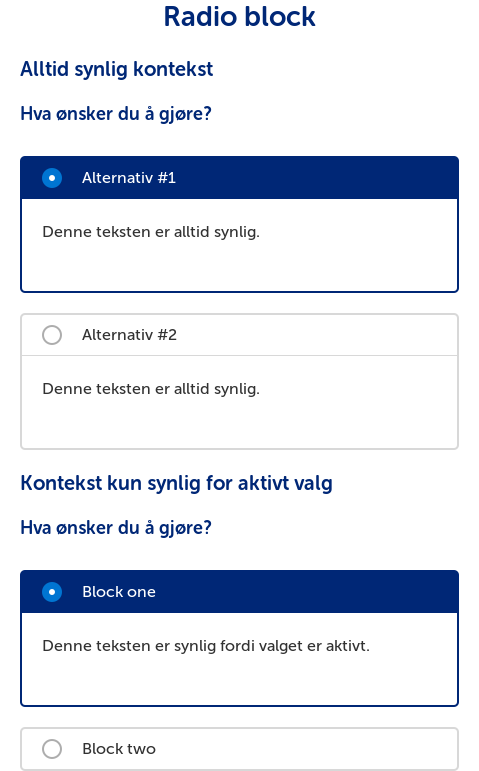 Radio block
Alltid synlig kontekst
Hva ønsker du å gjøre?
Alternativ #1
Denne teksten er alltid synlig.
Alternativ #2
Denne teksten er alltid synlig.
Kontekst kun synlig for aktivt valg
Hva ønsker du å gjøre?
Block one
Denne teksten er synlig fordi valget er aktivt.
Block two